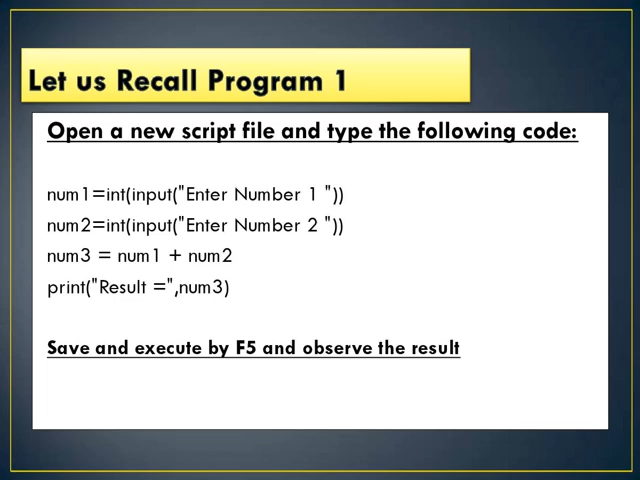 Let us Recall Program 1
Open a new script file and type the following code:
num1=int(input("Enter Number 1 "))
num2=int(input("Enter Number 2 "))
num3 = num1 + num2
print("Result =",num3)
Save and execute by F5 and observe the result